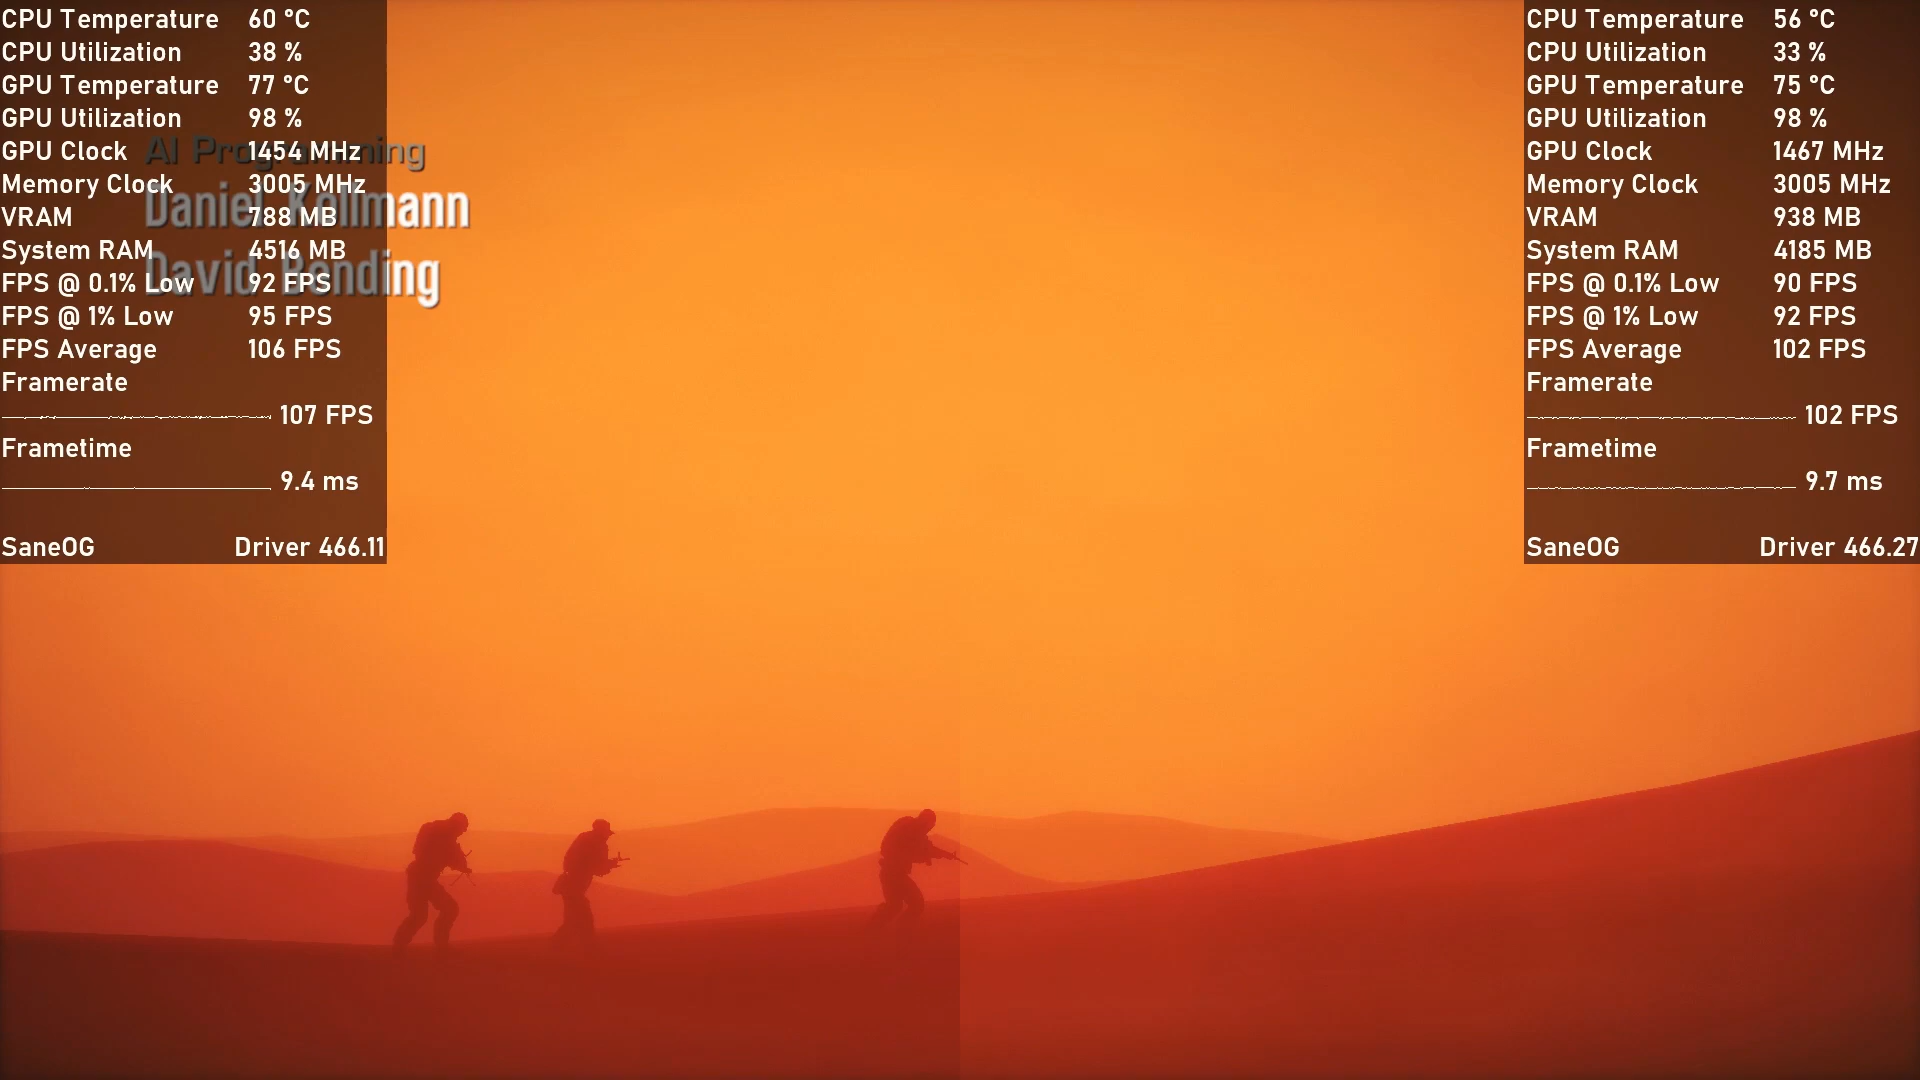 CPU Temperature 60 °C
CPU Utilization 38 %
GPU Temperature 77 °C
GPU Utilization 98 %
GPU Clock 1454 MHz
Memory Clock 3005 MHz
VRAM 788 MB
System RAM 4516 MB
FPS @ 0.1% Low 92 FPS
FPS @ 1% Low 95 FPS
FPS Average 106 FPS
Framerate
107 FPS
Frametime
9.4 ms
SaneOG Driver 466.11
AI Programming
Daniel Kollmann
David Bending
CPU Temperature 56 °C
CPU Utilization 33 %
GPU Temperature 75 °C
GPU Utilization 98 %
GPU Clock 1467 MHz
Memory Clock 3005 MHz
VRAM 938 MB
System RAM 4185 MB
FPS @ 0.1% Low 90 FPS
FPS @ 1% Low 92 FPS
FPS Average 102 FPS
Framerate
102 FPS
Frametime
9.7 ms
SaneOG Driver 466.27